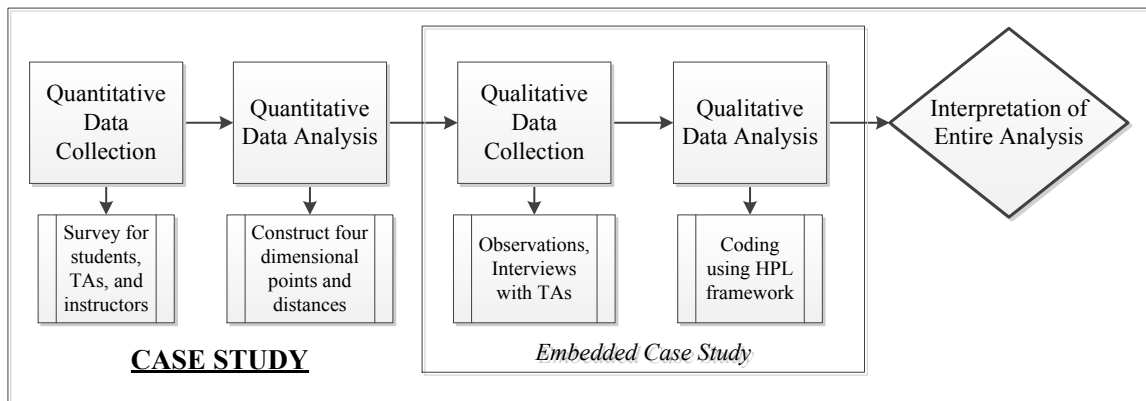 Quantitative
Data
Collection
Quantitative
Data Analysis
Qualitative
Data
Collection
Qualitative
Data Analysis
Interpretation of
Entire Analysis
Survey for
students,
TAs, and
instructors
Construct four
dimensional
points and
distances
Observations,
Interviews
with TAs
Coding
using HPL
framework
CASE STUDY
Embedded Case Study